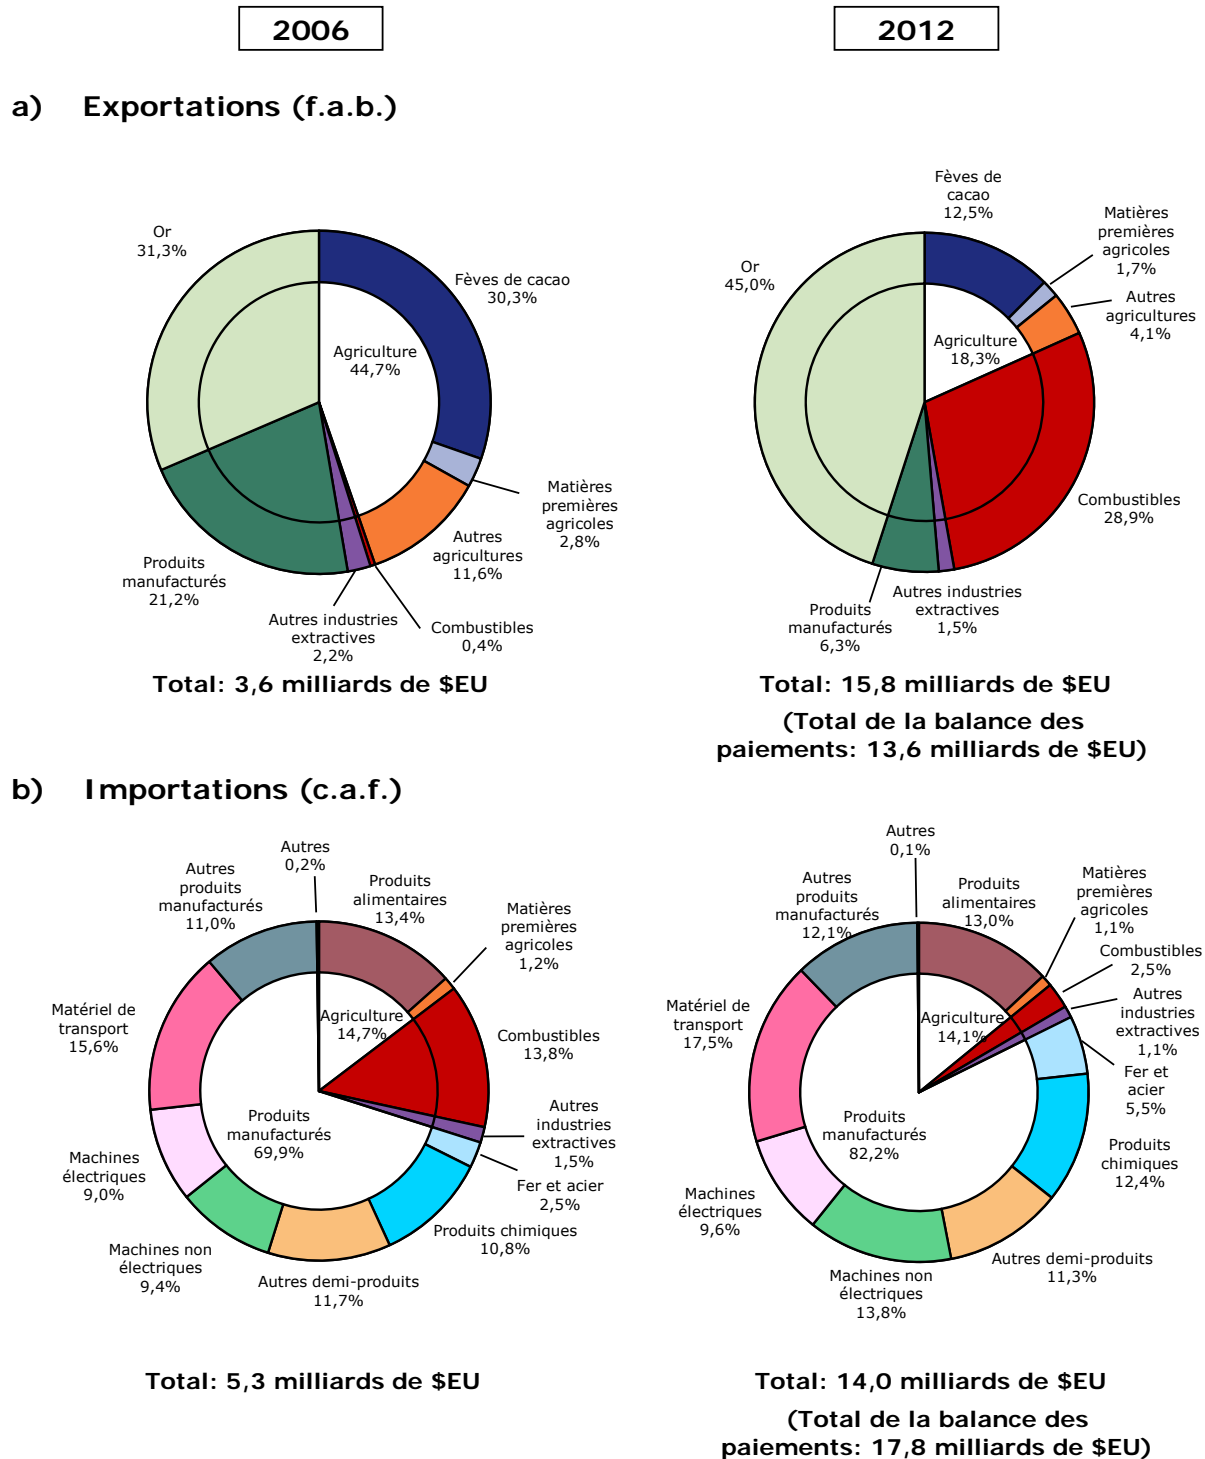 2006
2012
a) Exportations (f.a.b.)
Or
31,3%
Fèves de cacao
30,3%
Agriculture
44,7%
Matières
premières
agricoles
2,8%
Autres
agricultures
11,6%
Combustibles
0,4%
Autres industries
extractives
2,2%
Produits
manufacturés
21,2%
Total: 3,6 milliards de $EU
Fèves de
cacao
12,5%
Matières
premières
agricoles
1,7%
Autres
agricultures
4,1%
Or
45,0%
Agriculture
18,3%
Combustibles
28,9%
Autres industries
extractives
1,5%
Produits
manufacturés
6,3%
Total: 15,8 milliards de $EU
(Total de la balance des
paiements: 13,6 milliards de $EU)
b) Importations (c.a.f.)
Autres
0,2%
Produits
alimentaires
13,4%
Matières
premières
agricoles
1,2%
Autres
produits
manufacturés
11,0%
Agriculture
14,7%
Combustibles
13,8%
Matériel de
transport
15,6%
Produits
manufacturés
69,9%
Autres
industries
extractives
1,5%
Fer et acier
2,5%
Machines
électriques
9,0%
Produits chimiques
10,8%
Machines non
électriques
9,4%
Autres demi-produits
11,7%
Total: 5,3 milliards de $EU
Autres
0,1%
Produits
alimentaires
13,0%
Matières
premières
agricoles
1,1%
Autres
produits
manufacturés
12,1%
Combustibles
2,5%
Autres
industries
extractives
1,1%
Agriculture
14,1%
Matériel de
transport
17,5%
Fer et
acier
5,5%
Produits
manufacturés
82,2%
Produits
chimiques
12,4%
Machines
électriques
9,6%
Autres demi-produits
11,3%
Machines non
électriques
13,8%
Total: 14,0 milliards de $EU
(Total de la balance des
paiements: 17,8 milliards de $EU)